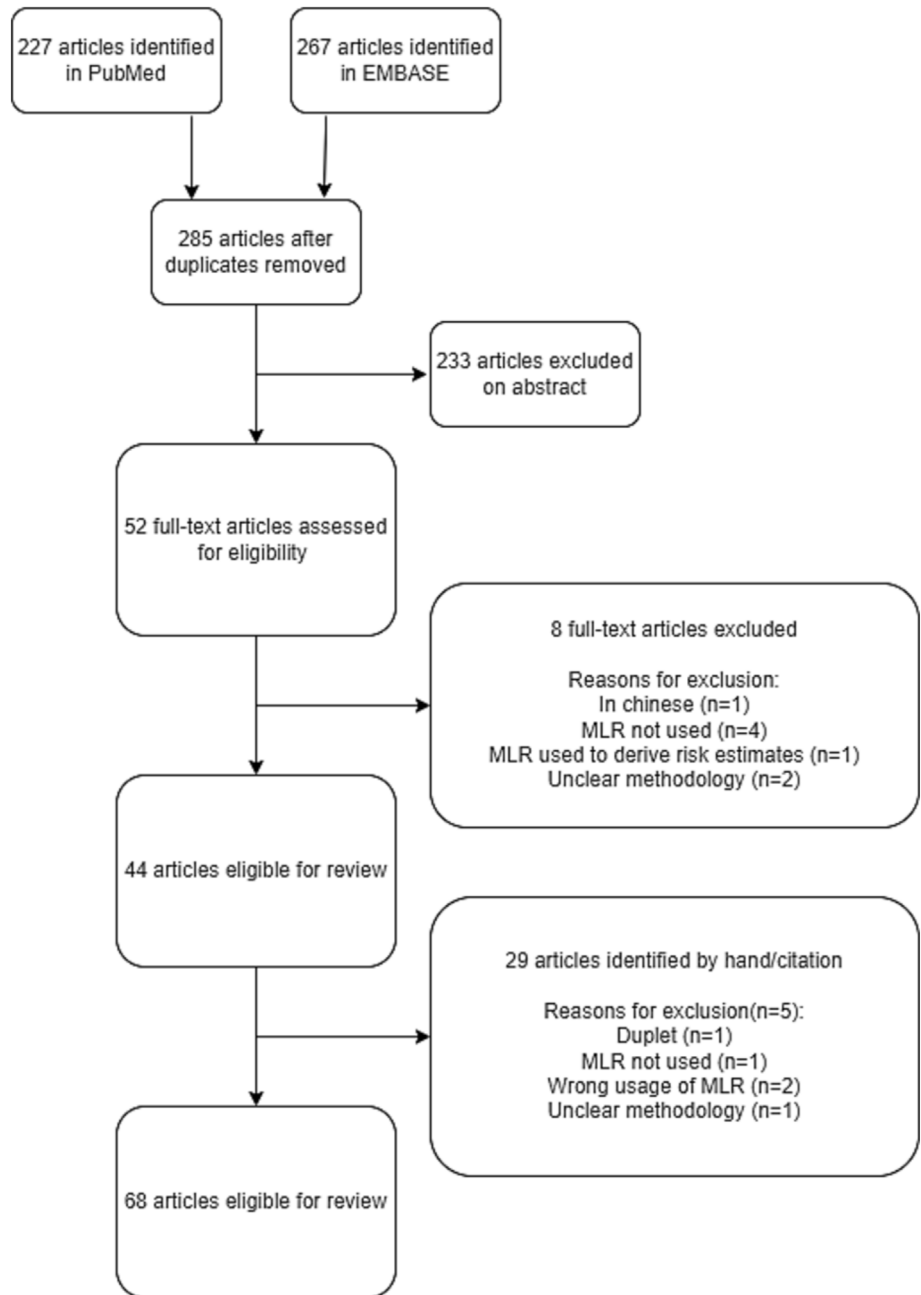 227 articles identified
in PubMed
267 articles identified
in EMBASE
285 articles after
duplicates removed
233 articles excluded
on abstract
52 full-text articles assessed
for eligibility
8 full-text articles excluded
Reasons for exclusion:
In chinese (n=1)
MLR not used (n=4)
MLR used to derive risk estimates (n=1)
Unclear methodology (n=2)
44 articles eligible for review
29 articles identified by hand/citation
Reasons for exclusion(n=5):
Duplet (n=1)
MLR not used (n=1)
Wrong usage of MLR (n=2)
Unclear methodology (n=1)
68 articles eligible for review